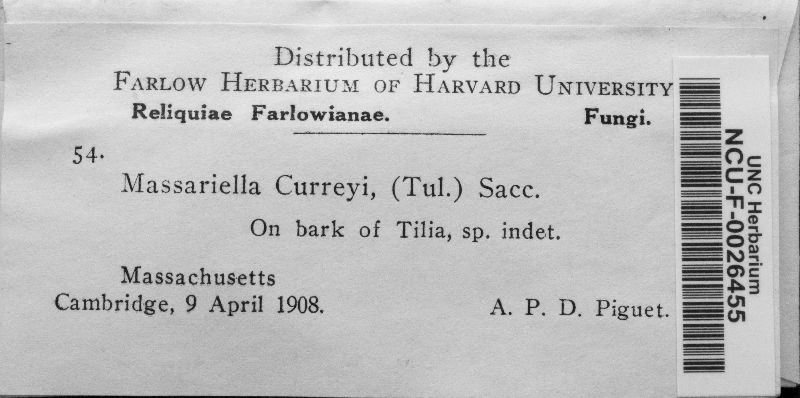 Distributed by the
FARLOW HERBARIUM OF HARVARD UNIVERSITY
Reliquiae Farlowianae. Fungi.
54.
Massariella Curreyi, (Tul.) Sacc.
On bark of Tilia, sp. indet.
Massachusetts
Cambridge, 9 April 1908. A. P. D. Piguet.
UNC Herbarium
NCU-F-0026455